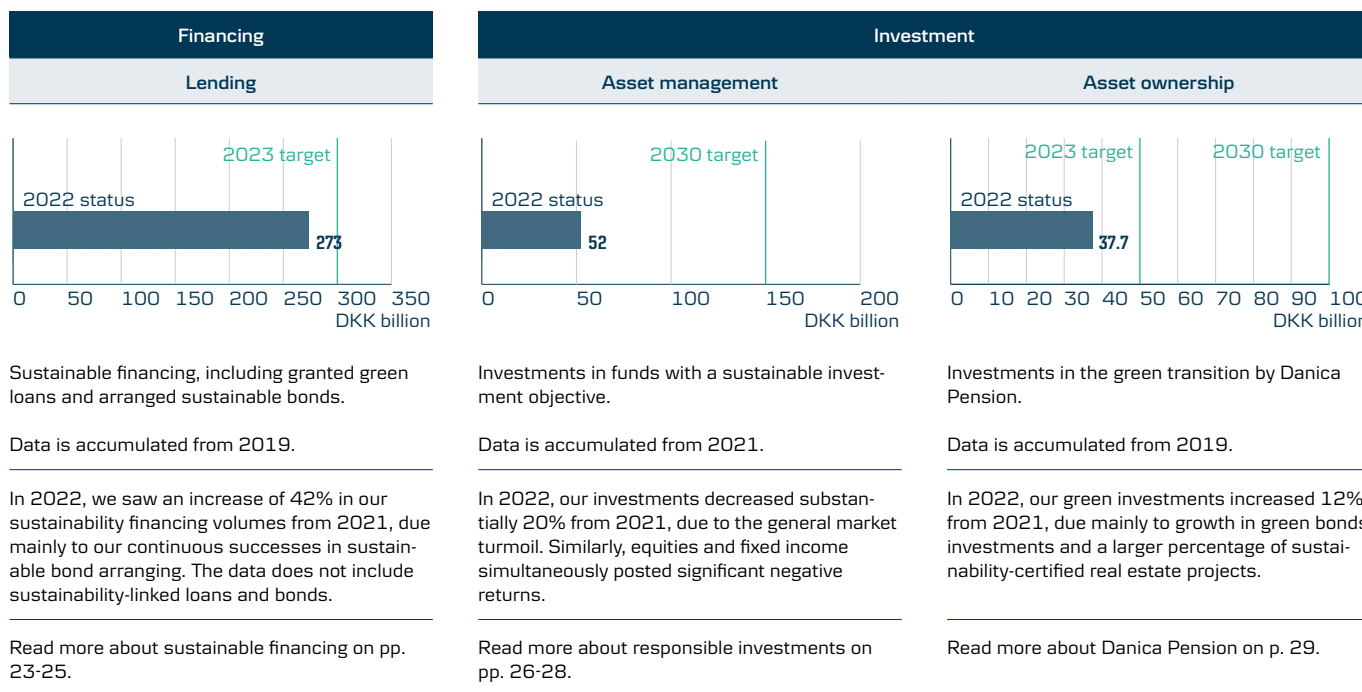 Financing
Lending
2023 target
2022 status
273
0 50 100 150 200 250 300 350
DKK billion
Sustainable financing, including granted green
loans and arranged sustainable bonds.
Data is accumulated from 2019.
In 2022, we saw an increase of 42% in our
sustainability financing volumes from 2021, due
mainly to our continuous successes in sustain-
able bond arranging. The data does not include
sustainability-linked loans and bonds.
Read more about sustainable financing on pp.
23-25.
Investment
Asset management
2030 target
2022 status
52
0 50 100 150 200
DKK billion
Investments in funds with a sustainable invest-
ment objective.
Data is accumulated from 2021.
In 2022, our investments decreased substan-
tially 20% from 2021, due to the general market
turmoil. Similarly, equities and fixed income
simultaneously posted significant negative
returns.
Read more about responsible investments on
pp. 26-28.
Asset ownership
2023 target 2030 target
2022 status
37.7
0 10 20 30 40 50 60 70 80 90 100
DKK billion
Investments in the green transition by Danica
Pension.
Data is accumulated from 2019.
In 2022, our green investments increased 12%
from 2021, due mainly to growth in green bonds
investments and a larger percentage of sustai-
nability-certified real estate projects.
Read more about Danica Pension on p. 29.